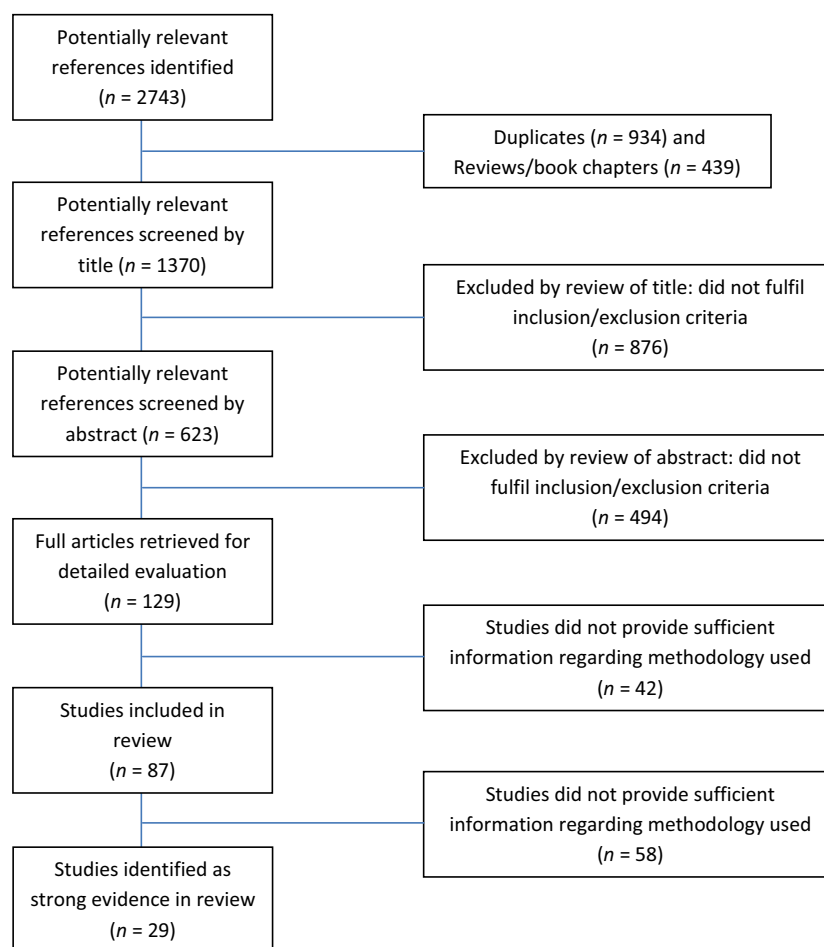 Potentially relevant
references identified
(n = 2743)
Duplicates (n = 934) and
Reviews/book chapters (n = 439)
Potentially relevant
references screened by
title (n = 1370)
Excluded by review of title: did not fulfil
inclusion/exclusion criteria
(n = 876)
Potentially relevant
references screened by
abstract (n = 623)
Excluded by review of abstract: did not
fulfil inclusion/exclusion criteria
(n = 494)
Full articles retrieved for
detailed evaluation
(n = 129)
Studies did not provide sufficient
information regarding methodology used
(n = 42)
Studies included in
review
(n = 87)
Studies did not provide sufficient
information regarding methodology used
(n = 58)
Studies identified as
strong evidence in review
(n = 29)